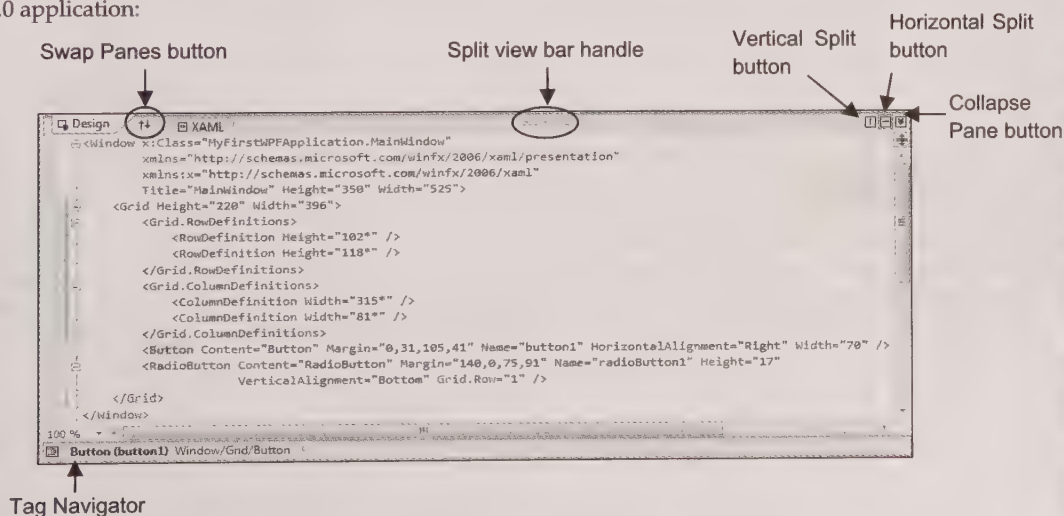 .0 application:
Horizontal Split
button
Swap Panes button
Split view bar handle
Vertical Split
button
Collapse
Pane button
Design
XAML
<Window x:Class="MyFirstWPFApplication.MainWindow"
xmlns="http://schemas.microsoft.com/winfx/2006/xaml/presentation"
xmlns:x="http://schemas.microsoft.com/winfx/2006/xaml"
Title="MainWindow" Height="350" Width="525">
<Grid Height="220" Width="396">
<Grid.RowDefinitions>
<RowDefinition Height="102*" />
<RowDefinition Height="118*" />
</Grid.RowDefinitions>
<Grid.ColumnDefinitions>
<ColumnDefinition Width="315*" />
<ColumnDefinition Width="81*" />
</Grid.ColumnDefinitions>
<Button Content="Button" Margin="0,31,105,41" Name="button1" HorizontalAlignment="Right" Width="70" />
<RadioButton Content="RadioButton" Margin="140,0,75,91" Name="radioButton1" Height="17"
VerticalAlignment="Bottom" Grid.Row="1" />
</Grid>
</Window>
100 %
Button (button1) Window/Grid/Button
Tag Navigator